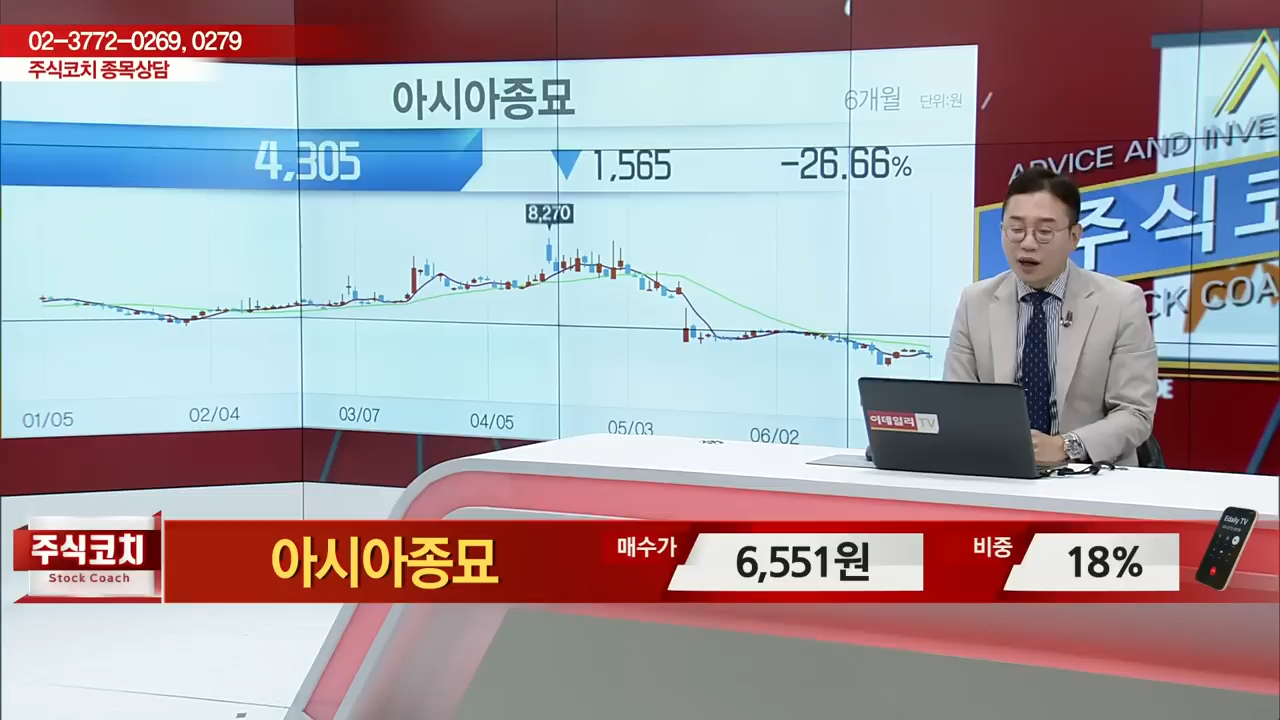 02-3772-0269, 0279
주식코치 종목상담
아시아종묘
6개월 단위:원
4,305 ▼ 1,565 -26.66%
8,270
01/05 02/04 03/07 04/05 05/03 06/02
ADVICE AND INVE
주식코
CK COA
이데일리 TV
주식코치
Stock Coach
아시아종묘
매수가 6,551원
비중 18%
Edaily TV